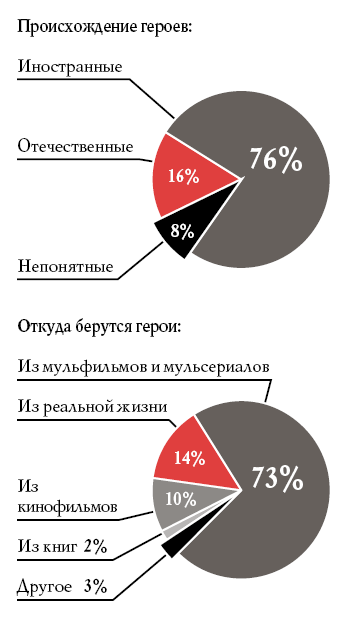 Происхождение героев:
Иностранные
Отечественные
76%
16%
8%
Непонятные
Откуда берутся герои:
Из мульфильмов и мульсериалов
Из реальной жизни
14%
73%
Из
кинофильмов
10%
Из книг 2%
Другое 3%